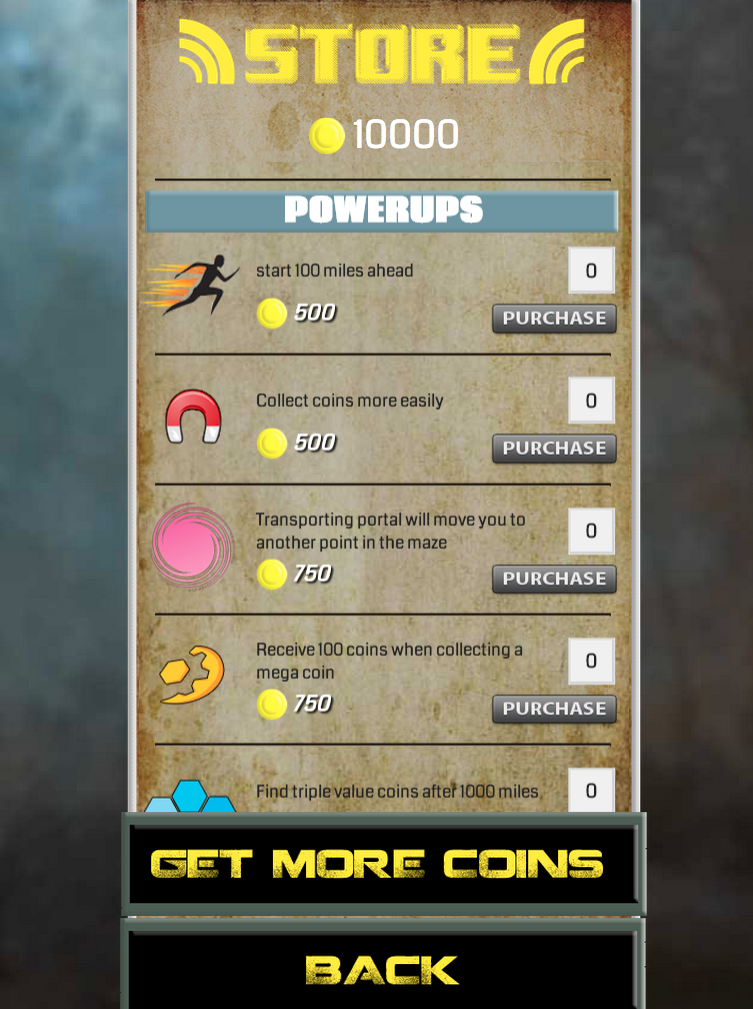 STORE
10000
POWERUPS
start 100 miles ahead
0
500
PURCHASE
Collect coins more easily
0
500
PURCHASE
Transporting portal will move you to
another point in the maze
0
750
PURCHASE
Receive 100 coins when collecting a
mega coin
0
750
PURCHASE
Find triple value coins after 1000 miles
0
GET MORE COINS
BACK